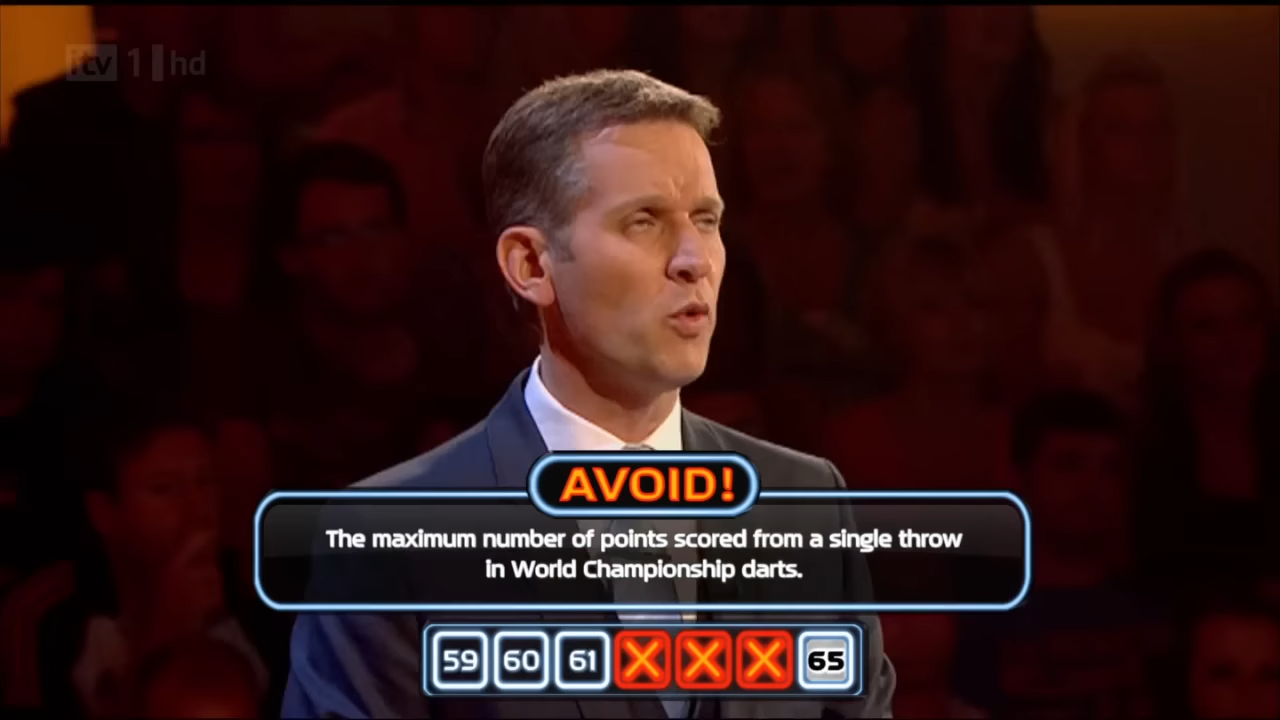 itv 1 hd
AVOID!
The maximum number of points scored from a single throw
in World Championship darts.
59 60 61 X X X 65